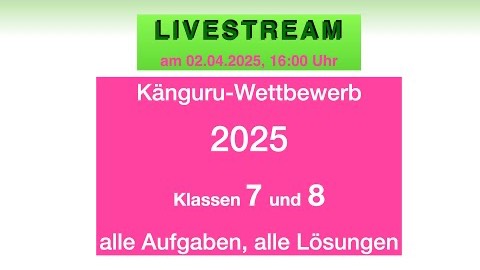 LIVESTREAM
am 02.04.2025, 16:00 Uhr
Känguru-Wettbewerb
2025
Klassen 7 und 8
alle Aufgaben, alle Lösungen